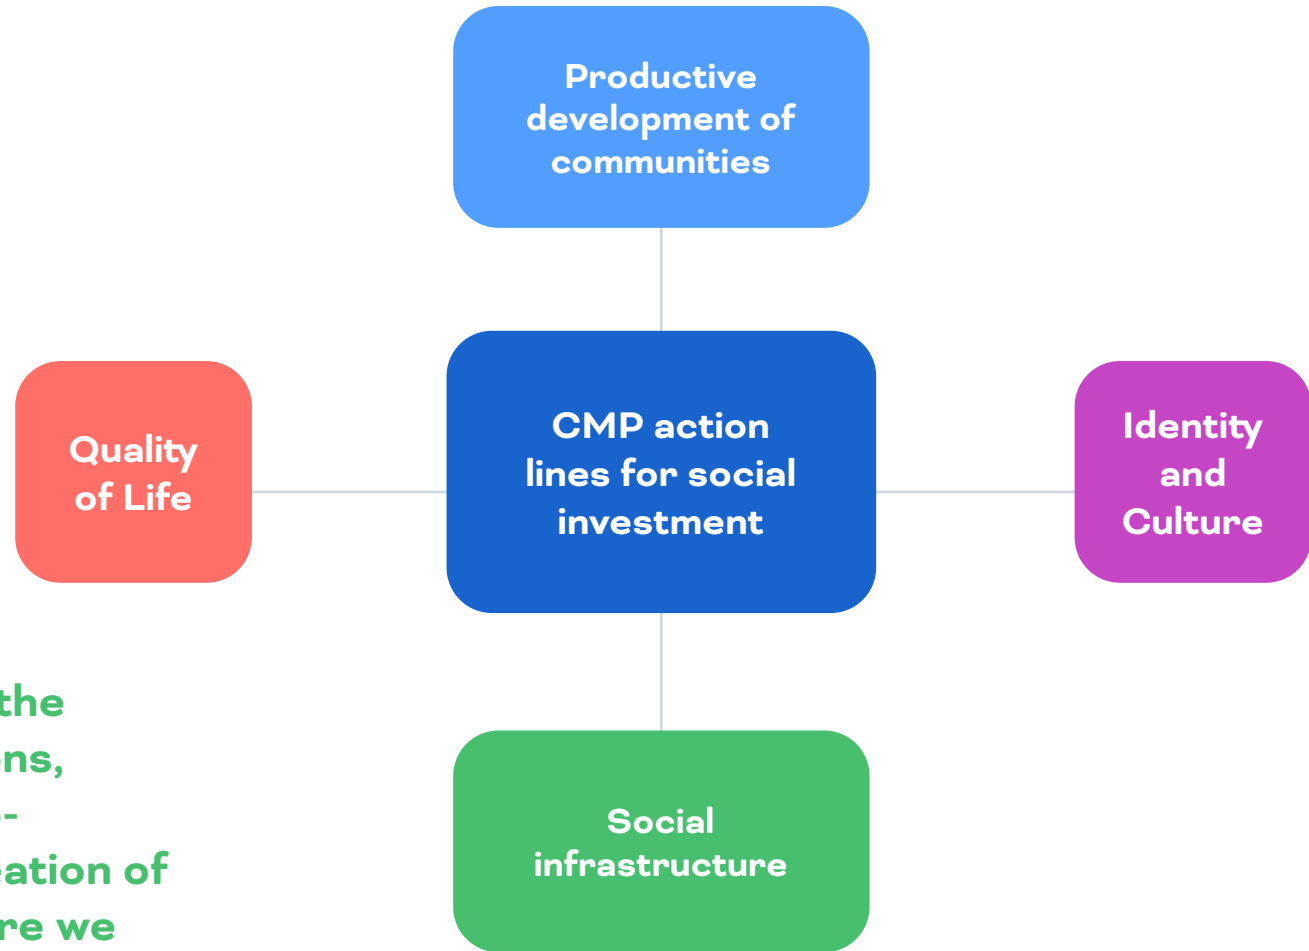 Productive
development of
communities
Quality
of Life
CMP action
lines for social
investment
Identity
and
Culture
Social
infrastructure
the
ns,
-
ation of
re we